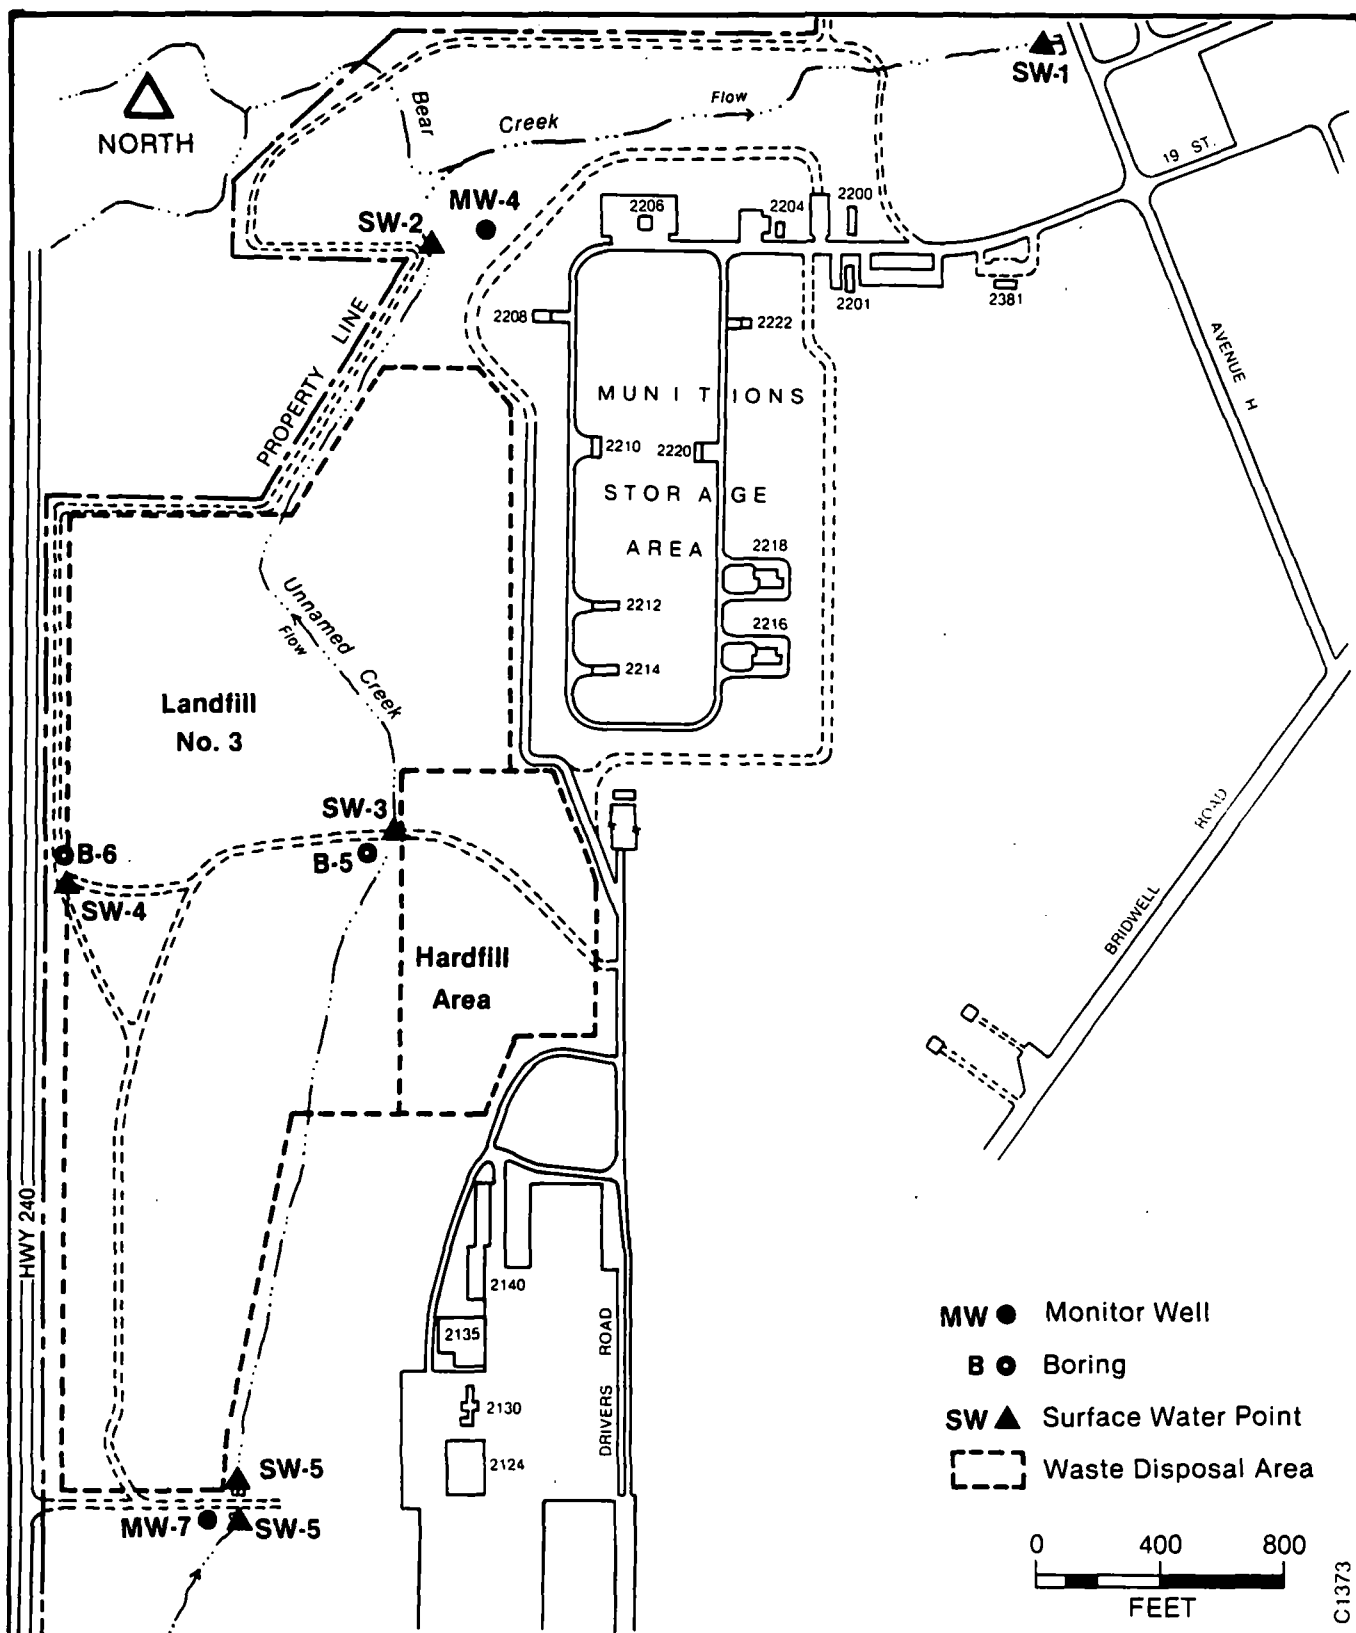 SW-1
NORTH
Bear
Creek
Flow
19 ST.
MW-4
SW-2
2206
2204
2200
2201
2381
2208
2222
PROPERTY LINE
AVENUE H
MUNITIONS
2210
2220
STORAGE
AREA
2218
2212
2216
2214
Unnamed Creek
Flow
Landfill
No. 3
SW-3
B-6
B-5
SW-4
BRIDWELL ROAD
Hardfill
Area
HWY 240
2140
2135
DRIVERS ROAD
2130
2124
SW-5
MW-7
SW-5
MW Monitor Well
B Boring
SW Surface Water Point
Waste Disposal Area
0 400 800
FEET
C1373